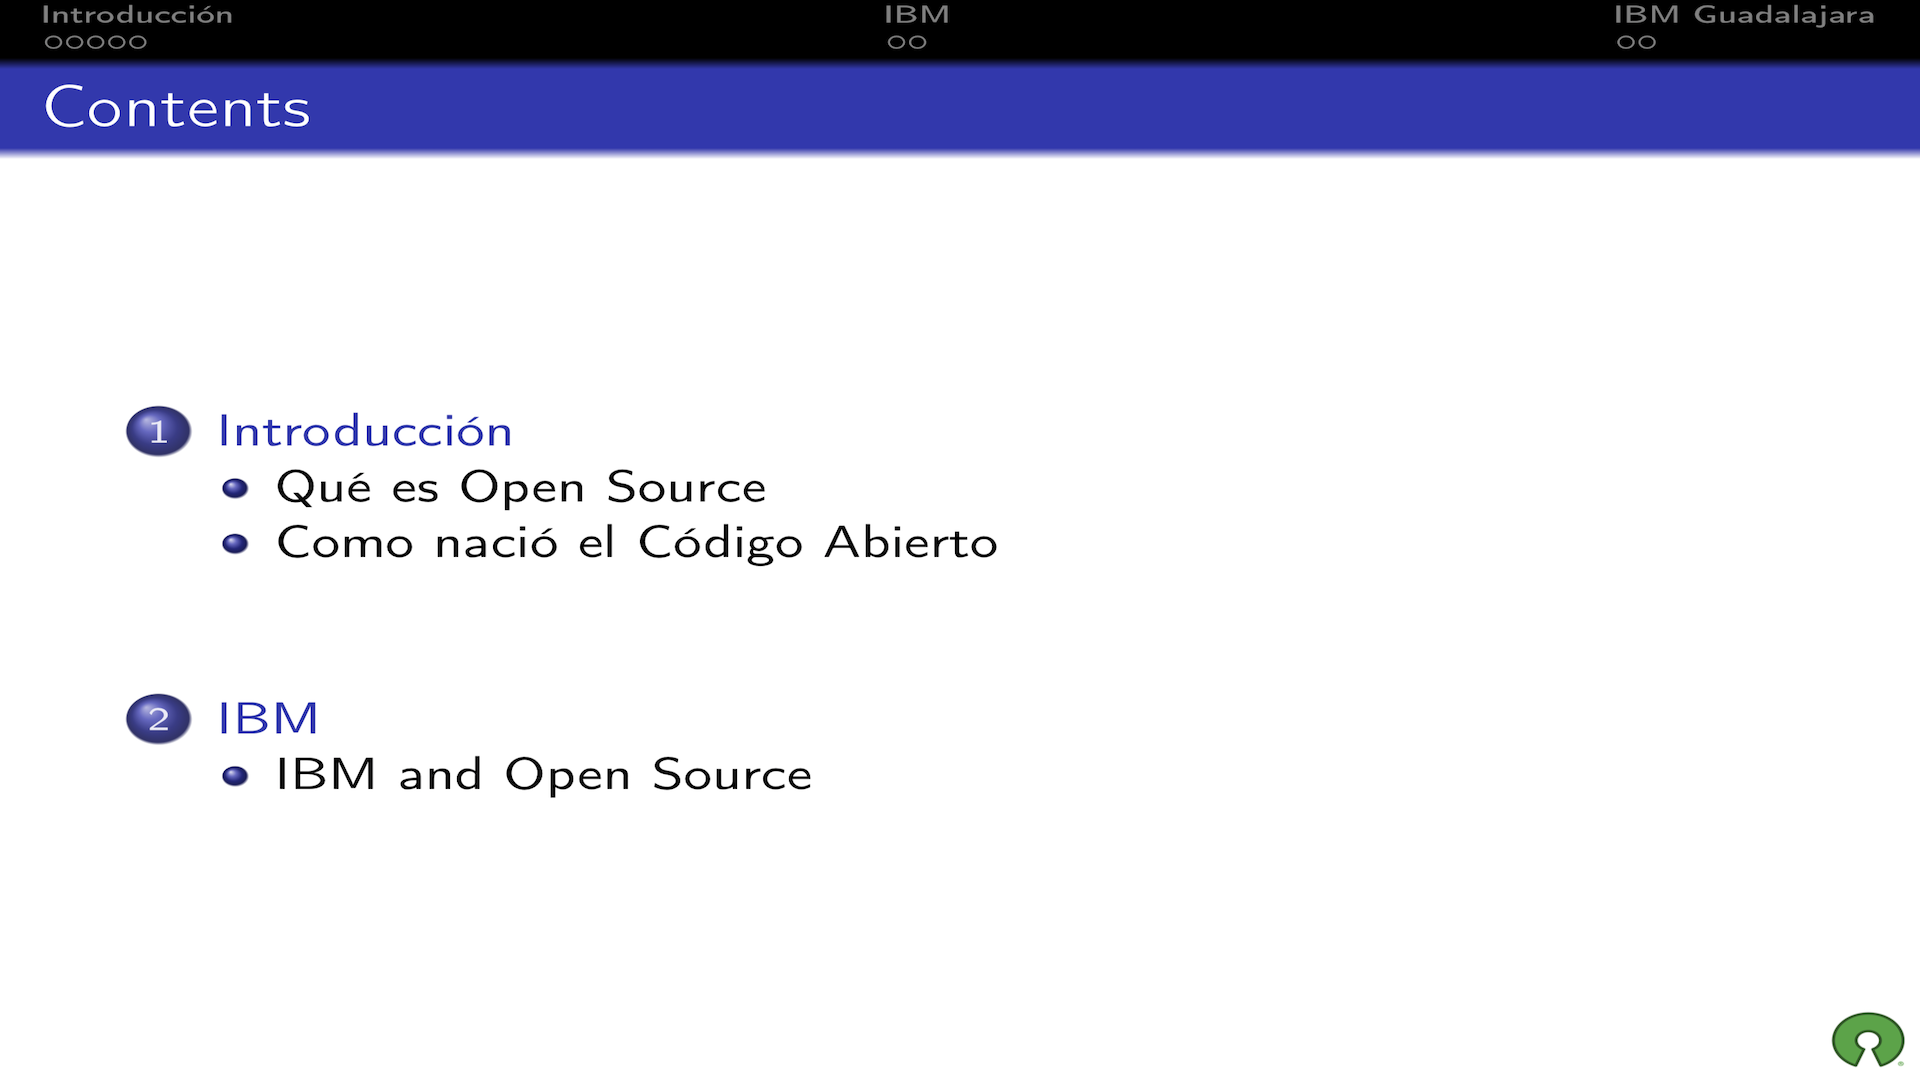 Introducción
IBM
IBM Guadalajara
Contents
1 Introducción
Qué es Open Source
Como nació el Código Abierto
2 IBM
IBM and Open Source